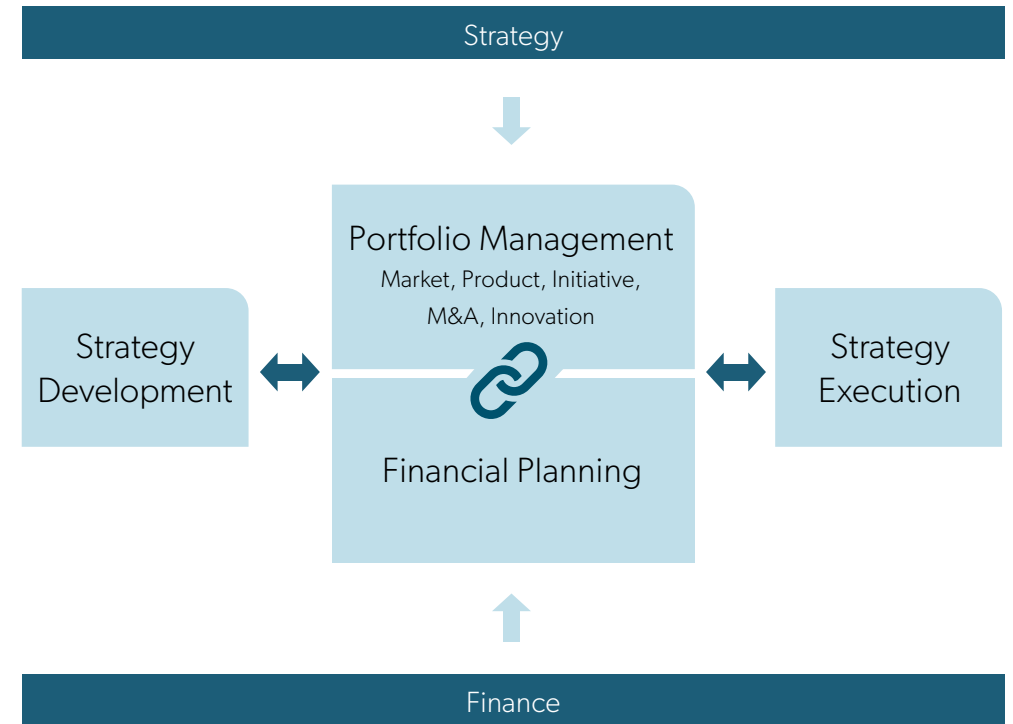 Strategy
Portfolio Management
Market, Product, Initiative,
M&A, Innovation
Strategy
Development
Strategy
Execution
Financial Planning
Finance